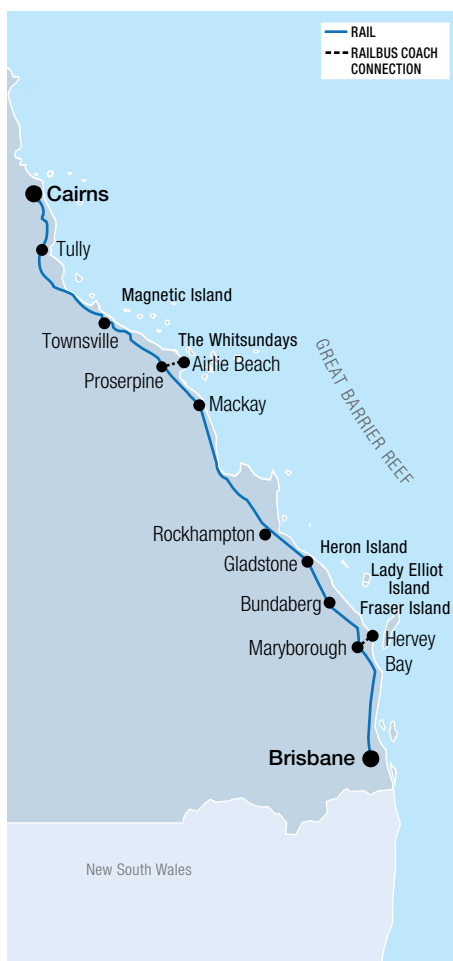 RAIL
RAILBUS COACH
CONNECTION
Cairns
Tully
Magnetic Island
Townsville
The Whitsundays
Airlie Beach
Proserpine
Mackay
GREAT BARRIER REEF
Rockhampton
Heron Island
Gladstone
Lady Elliot
Island
Bundaberg
Fraser Island
Hervey
Bay
Maryborough
Brisbane
New South Wales